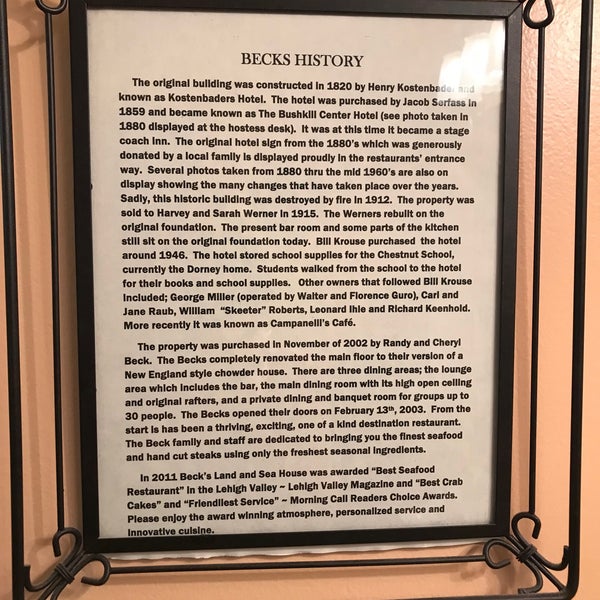 BECKS HISTORY
The original building was constructed in 1820 by Henry Kostenbader and
known as Kostenbaders Hotel. The hotel was purchased by Jacob Serfass in
1859 and became known as The Bushkill Center Hotel (see photo taken in
1880 displayed at the hostess desk). It was at this time it became a stage
coach inn. The original hotel sign from the 1880's which was generously
donated by a local family is displayed proudly in the restaurants' entrance
way. Several photos taken from 1880 thru the mid 1960's are also on
display showing the many changes that have taken place over the years.
Sadly, this historic building was destroyed by fire in 1912. The property was
sold to Harvey and Sarah Werner in 1915. The Werners rebuilt on the
original foundation. The present bar room and some parts of the kitchen
still sit on the original foundation today. Bill Krouse purchased the hotel
around 1946. The hotel stored school supplies for the Chestnut School,
currently the Dorney home. Students walked from the school to the hotel
for their books and school supplies. Other owners that followed Bill Krouse
included; George Miller (operated by Walter and Florence Guro), Carl and
Jane Raub, William "Skeeter" Roberts, Leonard Ihle and Richard Keenhold.
More recently it was known as Campanelli's Café.
The property was purchased in November of 2002 by Randy and Cheryl
Beck. The Becks completely renovated the main floor to their version of a
New England style chowder house. There are three dining areas; the lounge
area which includes the bar, the main dining room with its high open ceiling
and original rafters, and a private dining and banquet room for groups up to
30 people. The Becks opened their doors on February 13th, 2003. From the
start is has been a thriving, exciting, one of a kind destination restaurant.
The Beck family and staff are dedicated to bringing you the finest seafood
and hand cut steaks using only the freshest seasonal ingredients.
In 2011 Beck's Land and Sea House was awarded "Best Seafood
Restaurant" in the Lehigh Valley ~ Lehigh Valley Magazine and "Best Crab
Cakes" and "Friendliest Service" ~ Morning Call Readers Choice Awards.
Please enjoy the award winning atmosphere, personalized service and
innovative cuisine.